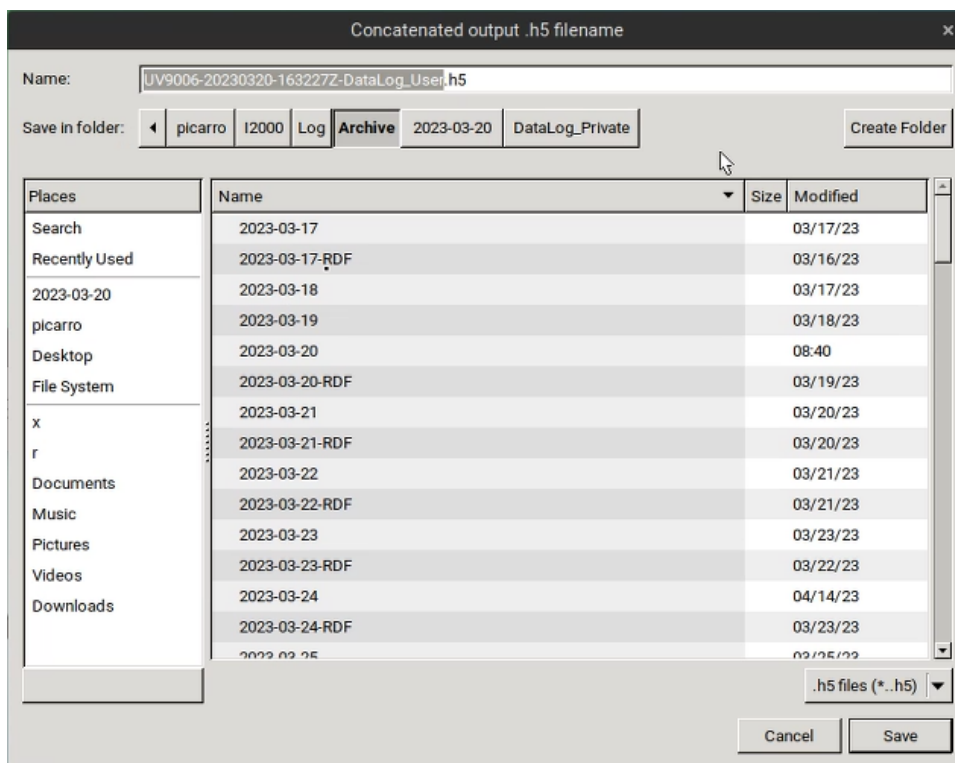 Concatenated output .h5 filename
Name: UV9006-20230320-163227Z-DataLog_User.h5
Save in folder: picarro I2000 Log Archive 2023-03-20 DataLog_Private Create Folder
Places Name Size Modified
Search 2023-03-17 03/17/23
Recently Used 2023-03-17-RDF 03/16/23
2023-03-20 2023-03-18 03/17/23
picarro 2023-03-19 03/18/23
Desktop 2023-03-20 08:40
File System 2023-03-20-RDF 03/19/23
x 2023-03-21 03/20/23
r 2023-03-21-RDF 03/20/23
Documents 2023-03-22 03/21/23
Music 2023-03-22-RDF 03/21/23
Pictures 2023-03-23 03/23/23
Videos 2023-03-23-RDF 03/22/23
Downloads 2023-03-24 04/14/23
2023-03-24-RDF 03/23/23
2023-03-25 03/25/23
.h5 files (*..h5)
Cancel Save